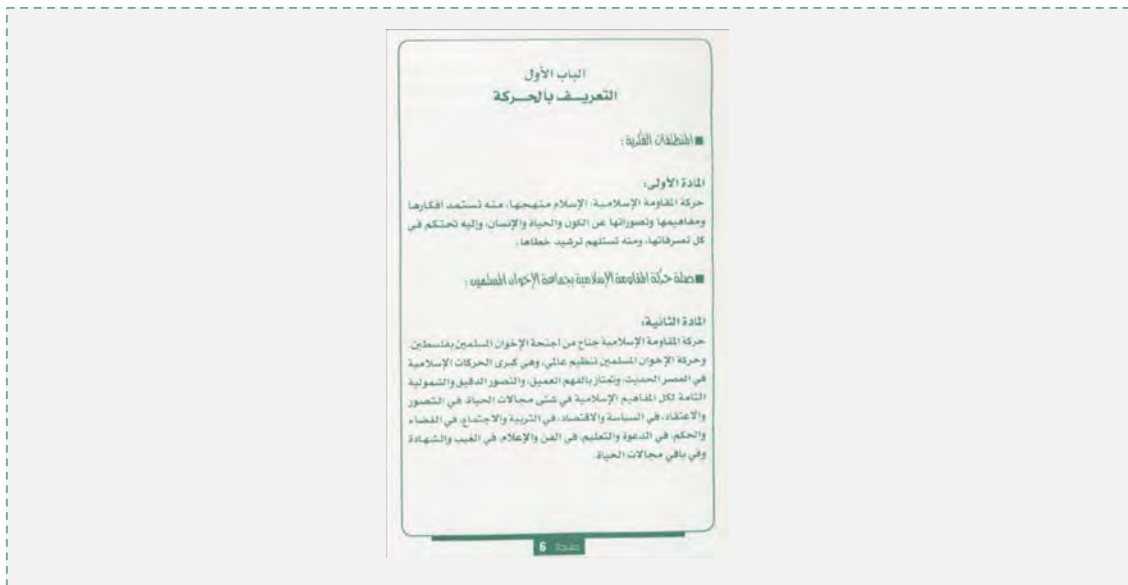 الباب الأول
التعريـف بالحـركة
المنطلقات الفكرية :
المادة الأولى:
حركة المقاومة الإسلامية، الإسلام منهجها، منه تستمد أفكارها
ومفاهيمها وتصوراتها عن الكون والحياة والإنسان، وإليه تحتكم في
كل تصرفاتها، ومنه تستلهم ترشيد خطاها.
صلة حركة المقاومة الإسلامية بجماعة الإخوان المسلمين :
المادة الثانية:
حركة المقاومة الإسلامية جناح من أجنحة الإخوان المسلمين بفلسطين.
وحركة الإخوان المسلمين تنظيم عالمي، وهي كبرى الحركات الإسلامية
في العصر الحديث، وتمتاز بالفهم العميق، والتصور الدقيق والشمولية
التامة لكل المفاهيم الإسلامية في شتى مجالات الحياة، في التصور
والاعتقاد، في السياسة والاقتصاد، في التربية والاجتماع، في القضاء
والحكم، في الدعوة والتعليم، في الفن والإعلام، في الغيب والشهادة
وفي باقي مجالات الحياة.
صفحة 6